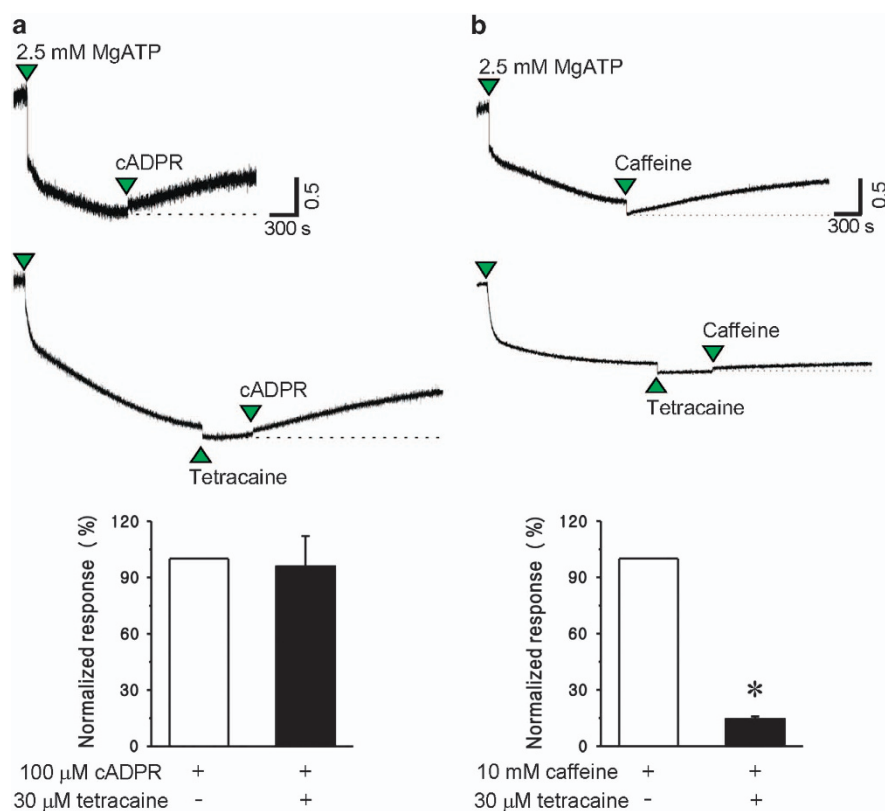 a
2.5 mM MgATP
cADPR
0.5
300 s
cADPR
Tetracaine
Normalized response (%)
120
90
60
30
0
100 μM cADPR + +
30 μM tetracaine - +
b
2.5 mM MgATP
Caffeine
0.5
300 s
Caffeine
Tetracaine
Normalized response (%)
120
90
60
30
0
*
10 mM caffeine + +
30 μM tetracaine - +